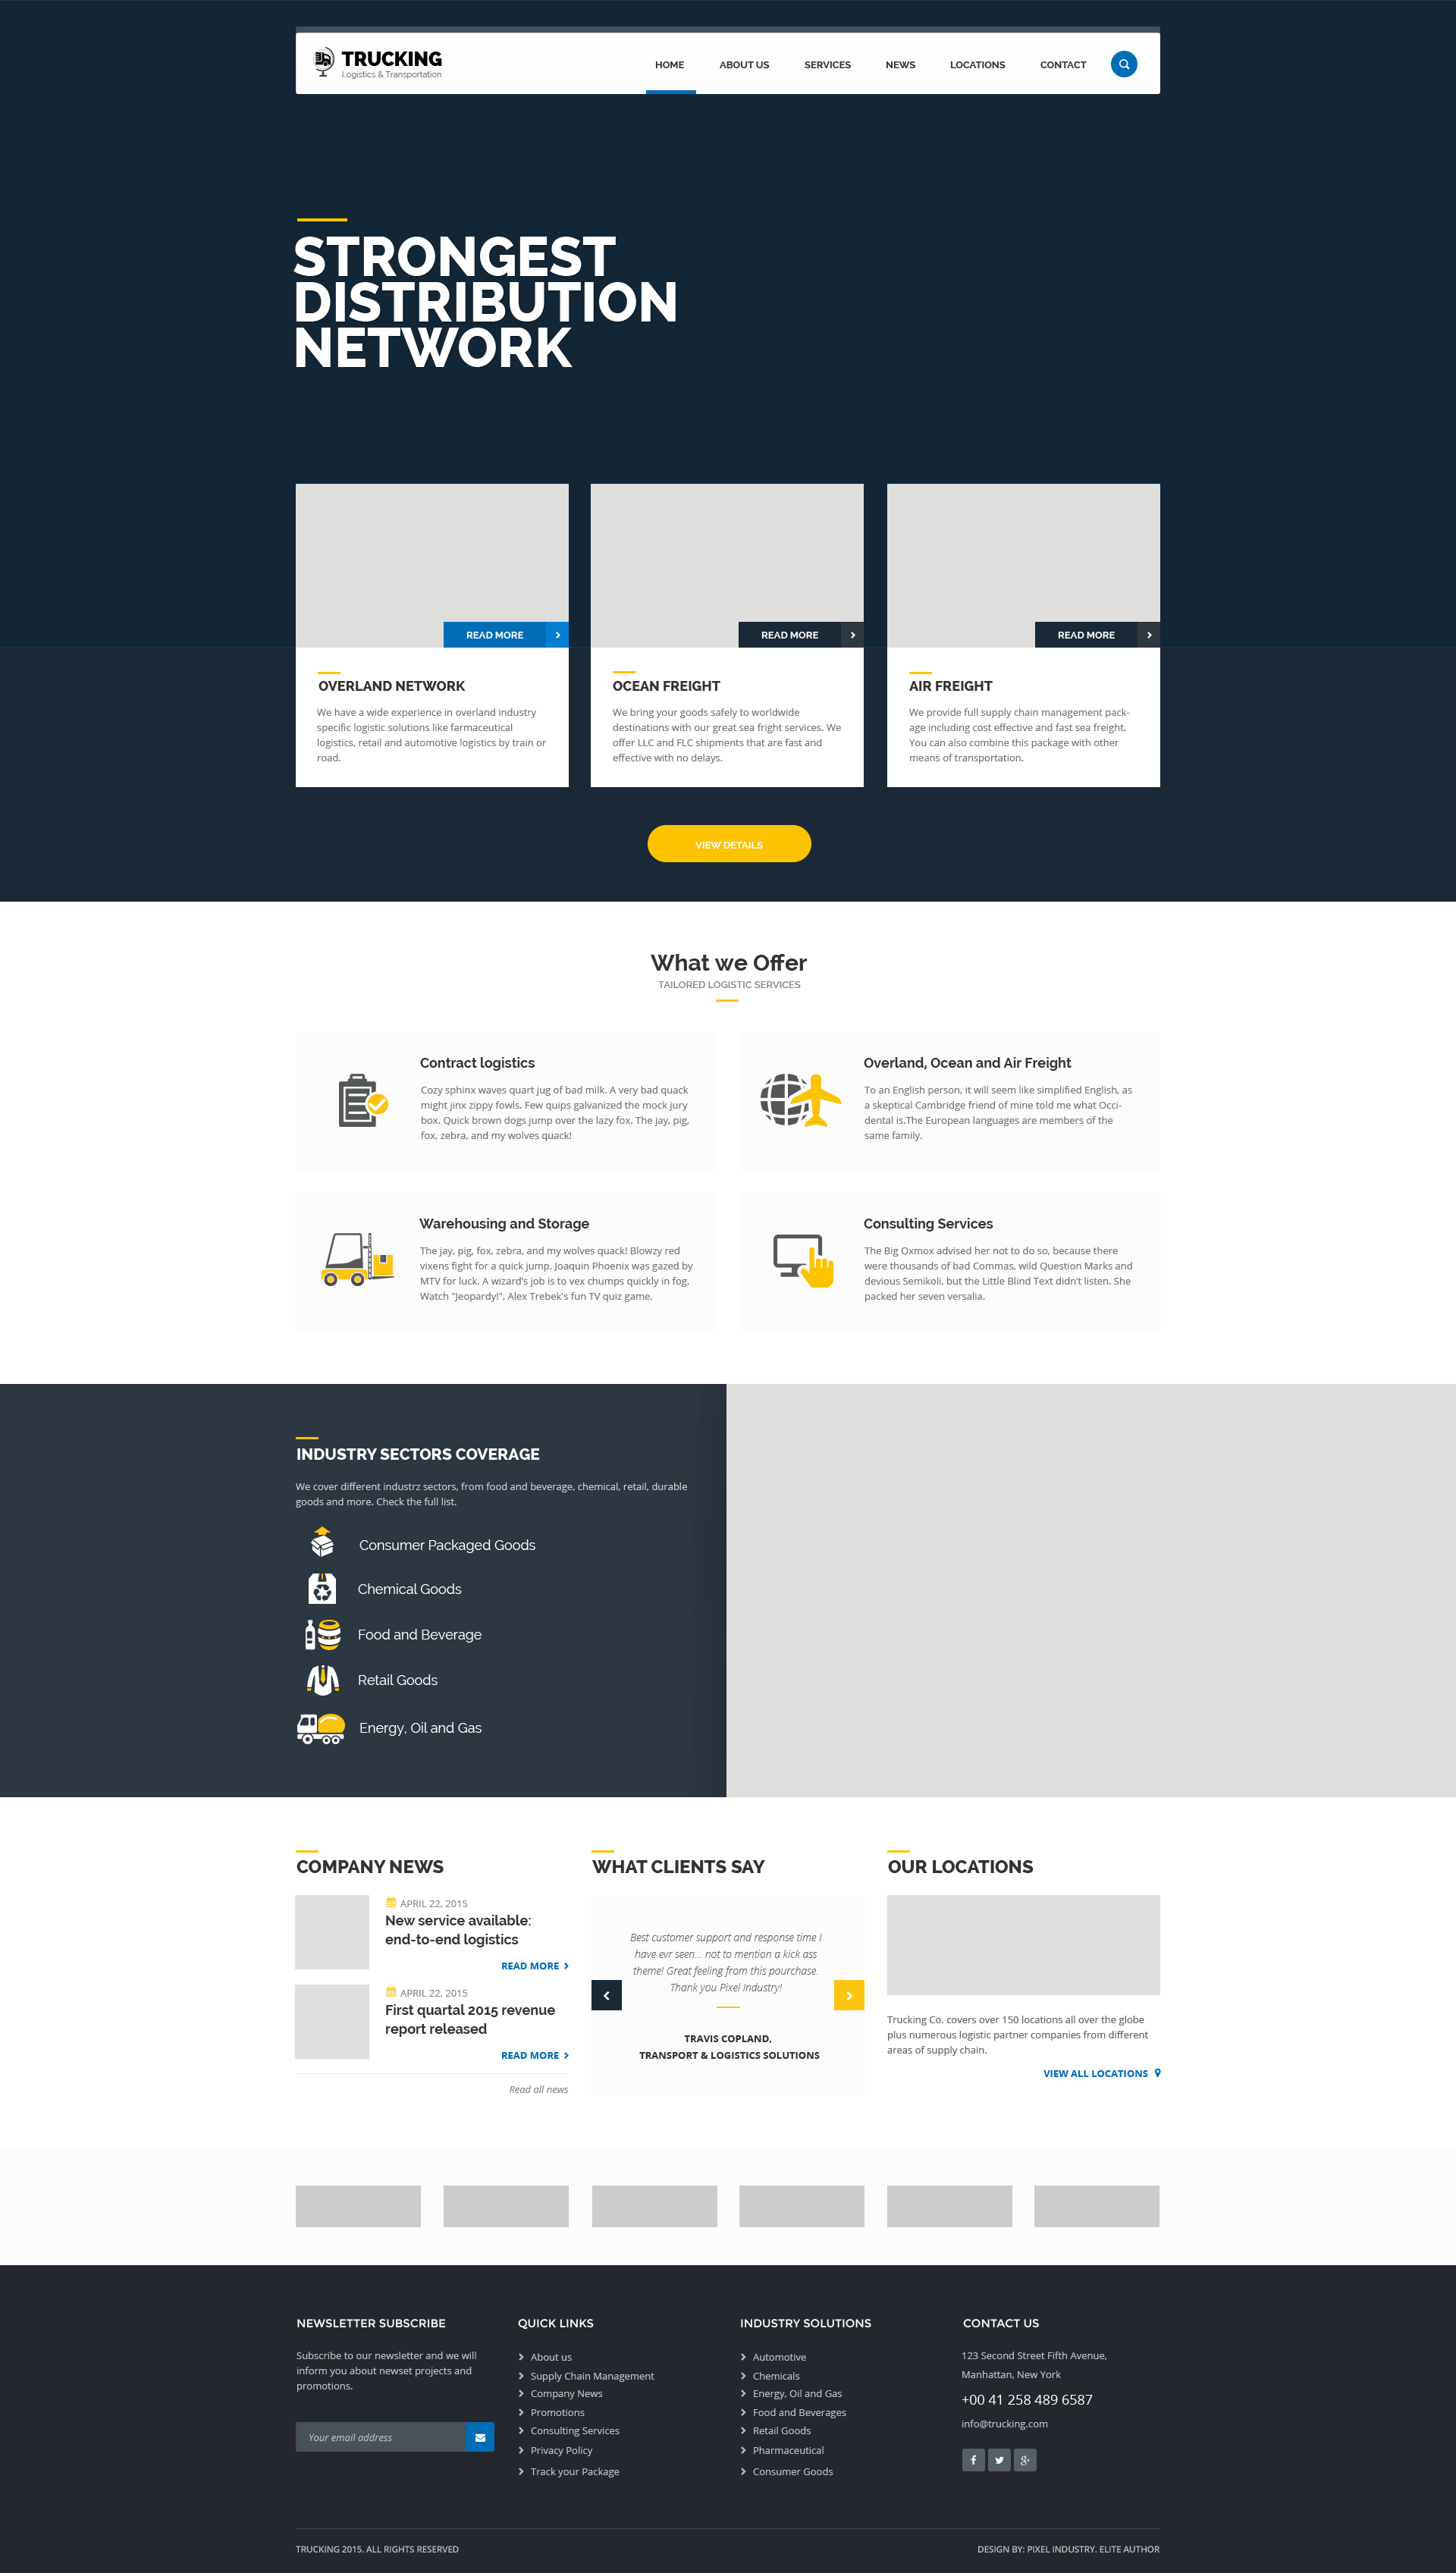 TRUCKING
Logistics & Transportation
HOME
ABOUT US
SERVICES
NEWS
LOCATIONS
CONTACT
STRONGEST
DISTRIBUTION
NETWORK
READ MORE
OVERLAND NETWORK
We have a wide experience in overland industry
specific logistic solutions like farmaceutical
logistics, retail and automotive logistics by train or
road.
READ MORE
OCEAN FREIGHT
We bring your goods safely to worldwide
destinations with our great sea fright services. We
offer LLC and FLC shipments that are fast and
effective with no delays.
READ MORE
AIR FREIGHT
We provide full supply chain management pack-
age including cost effective and fast sea freight.
You can also combine this package with other
means of transportation.
VIEW DETAILS
What we Offer
TAILORED LOGISTIC SERVICES
Contract logistics
Cozy sphinx waves quart jug of bad milk. A very bad quack
might jinx zippy fowls. Few quips galvanized the mock jury
box. Quick brown dogs jump over the lazy fox. The jay, pig,
fox, zebra, and my wolves quack!
Overland, Ocean and Air Freight
To an English person, it will seem like simplified English, as
a skeptical Cambridge friend of mine told me what Occi-
dental is.The European languages are members of the
same family.
Warehousing and Storage
The jay, pig, fox, zebra, and my wolves quack! Blowzy red
vixens fight for a quick jump. Joaquin Phoenix was gazed by
MTV for luck. A wizard's job is to vex chumps quickly in fog.
Watch "Jeopardy!", Alex Trebek's fun TV quiz game.
Consulting Services
The Big Oxmox advised her not to do so, because there
were thousands of bad Commas, wild Question Marks and
devious Semikoli, but the Little Blind Text didn't listen. She
packed her seven versalia.
INDUSTRY SECTORS COVERAGE
We cover different industrz sectors, from food and beverage, chemical, retail, durable
goods and more. Check the full list.
Consumer Packaged Goods
Chemical Goods
Food and Beverage
Retail Goods
Energy, Oil and Gas
COMPANY NEWS
APRIL 22, 2015
New service available:
end-to-end logistics
READ MORE
APRIL 22, 2015
First quartal 2015 revenue
report released
READ MORE
Read all news
WHAT CLIENTS SAY
Best customer support and response time I
have evr seen... not to mention a kick ass
theme! Great feeling from this pourchase.
Thank you Pixel Industry!
TRAVIS COPLAND,
TRANSPORT & LOGISTICS SOLUTIONS
OUR LOCATIONS
Trucking Co. covers over 150 locations all over the globe
plus numerous logistic partner companies from different
areas of supply chain.
VIEW ALL LOCATIONS
NEWSLETTER SUBSCRIBE
Subscribe to our newsletter and we will
inform you about newset projects and
promotions.
Your email address
QUICK LINKS
About us
Supply Chain Management
Company News
Promotions
Consulting Services
Privacy Policy
Track your Package
INDUSTRY SOLUTIONS
Automotive
Chemicals
Energy, Oil and Gas
Food and Beverages
Retail Goods
Pharmaceutical
Consumer Goods
CONTACT US
123 Second Street Fifth Avenue,
Manhattan, New York
+00 41 258 489 6587
info@trucking.com
TRUCKING 2015. ALL RIGHTS RESERVED
DESIGN BY: PIXEL INDUSTRY. ELITE AUTHOR